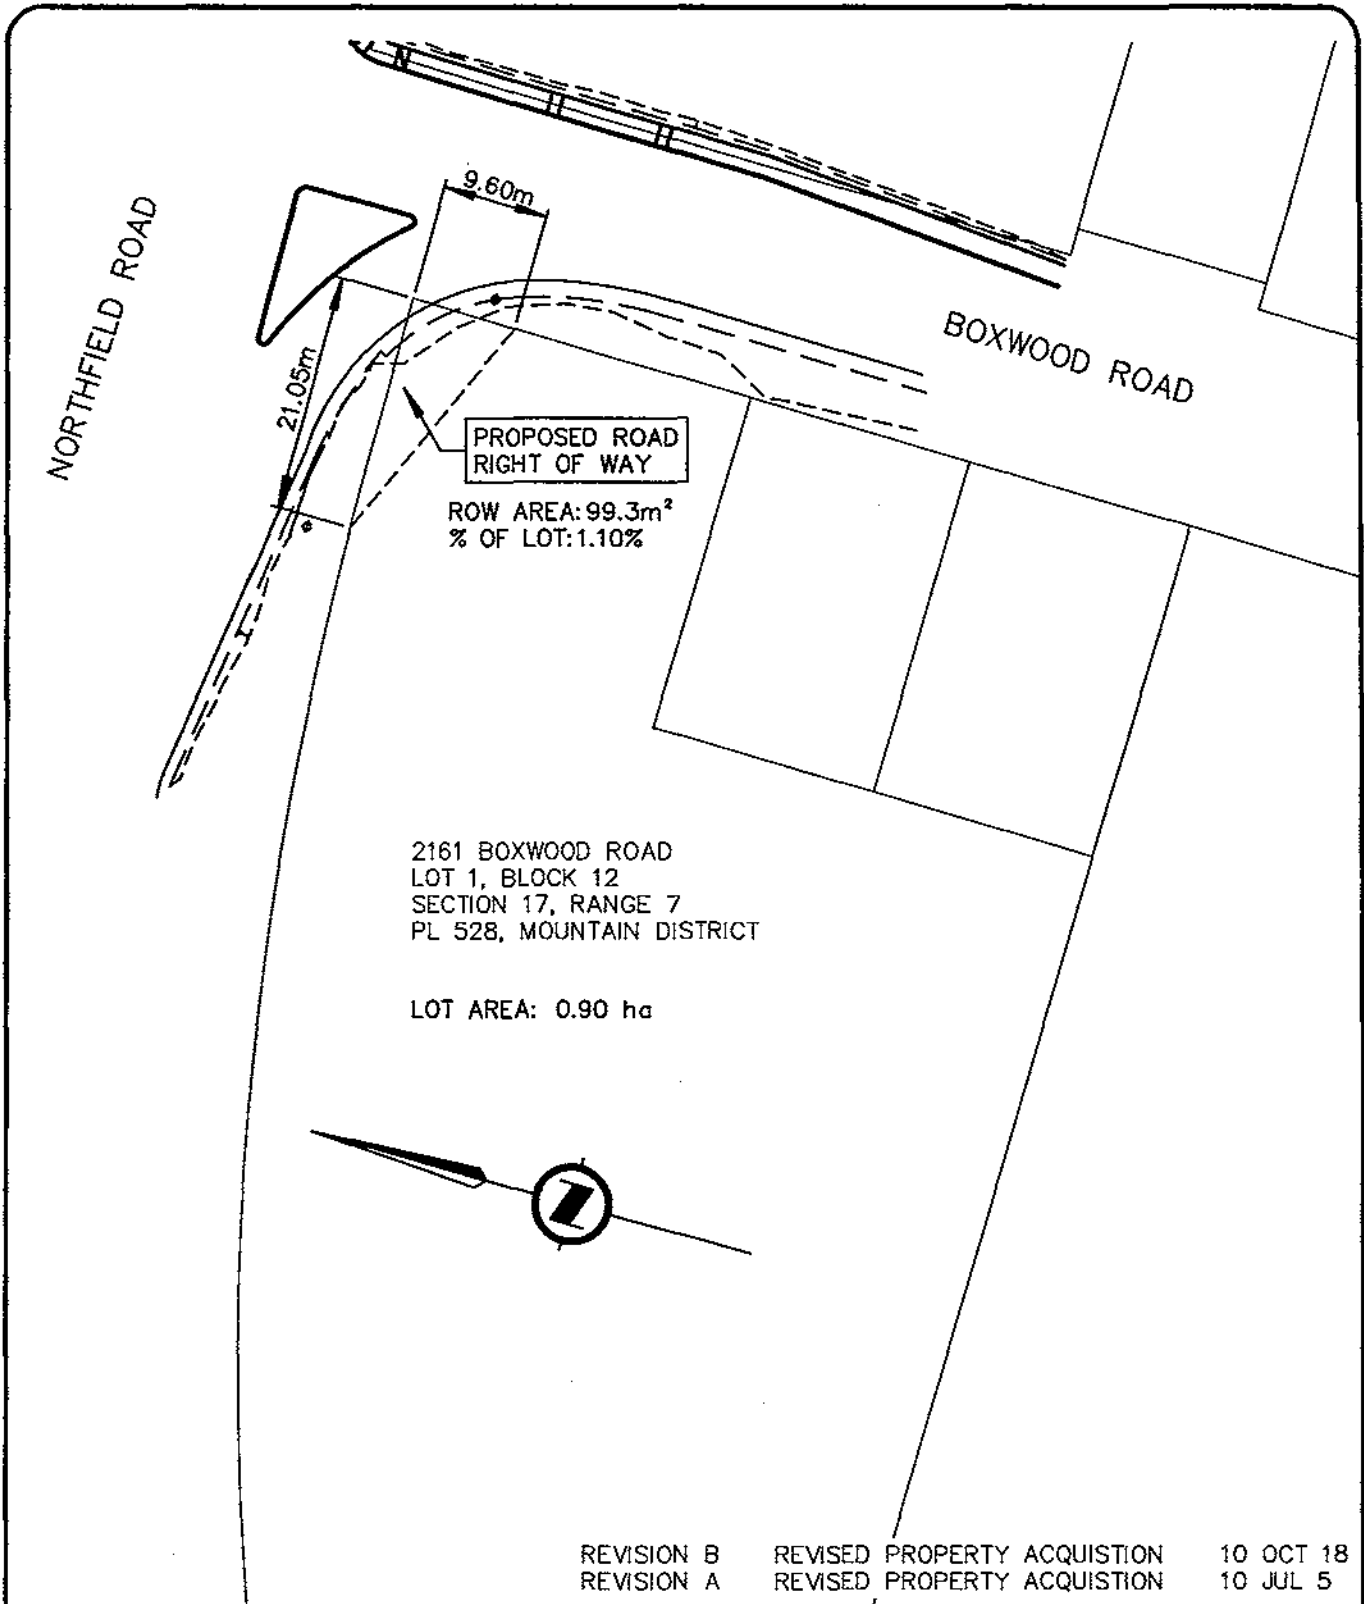 9.60m
NORTHFIELD ROAD
21.05m
BOXWOOD ROAD
PROPOSED ROAD
RIGHT OF WAY
ROW AREA: 99.3m²
% OF LOT: 1.10%
2161 BOXWOOD ROAD
LOT 1, BLOCK 12
SECTION 17, RANGE 7
PL 528, MOUNTAIN DISTRICT
LOT AREA: 0.90 ha
N
REVISION B REVISED PROPERTY ACQUISTION 10 OCT 18
REVISION A REVISED PROPERTY ACQUISTION 10 JUL 5